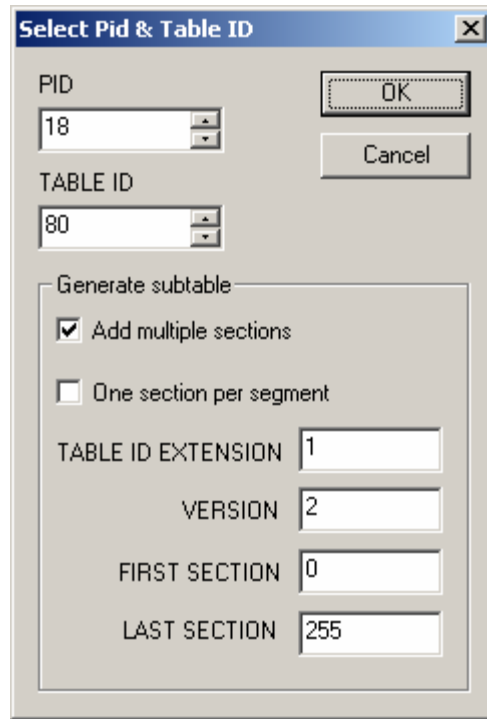 Select Pid & Table ID
PID
OK
18
Cancel
TABLE ID
80
Generate subtable
Add multiple sections
One section per segment
TABLE ID EXTENSION 1
VERSION 2
FIRST SECTION 0
LAST SECTION 255